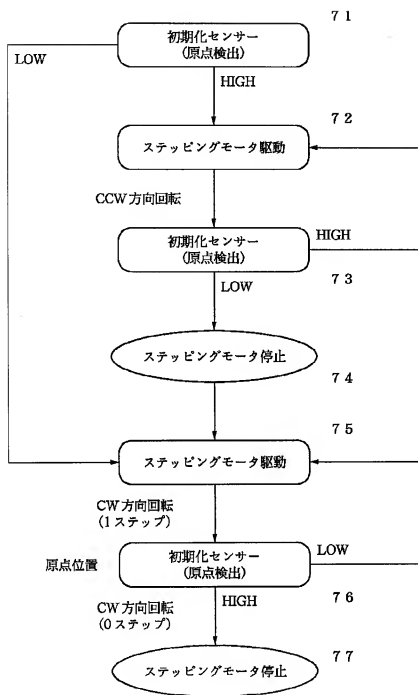 ７１
初期化センサー
(原点検出)
LOW
HIGH
７２
ステッピングモータ駆動
CCW方向回転
初期化センサー
(原点検出)
HIGH
７３
LOW
ステッピングモータ停止
７４
７５
ステッピングモータ駆動
CW方向回転
(1ステップ)
原点位置
初期化センサー
(原点検出)
LOW
７６
CW方向回転
(0ステップ)
HIGH
７７
ステッピングモータ停止